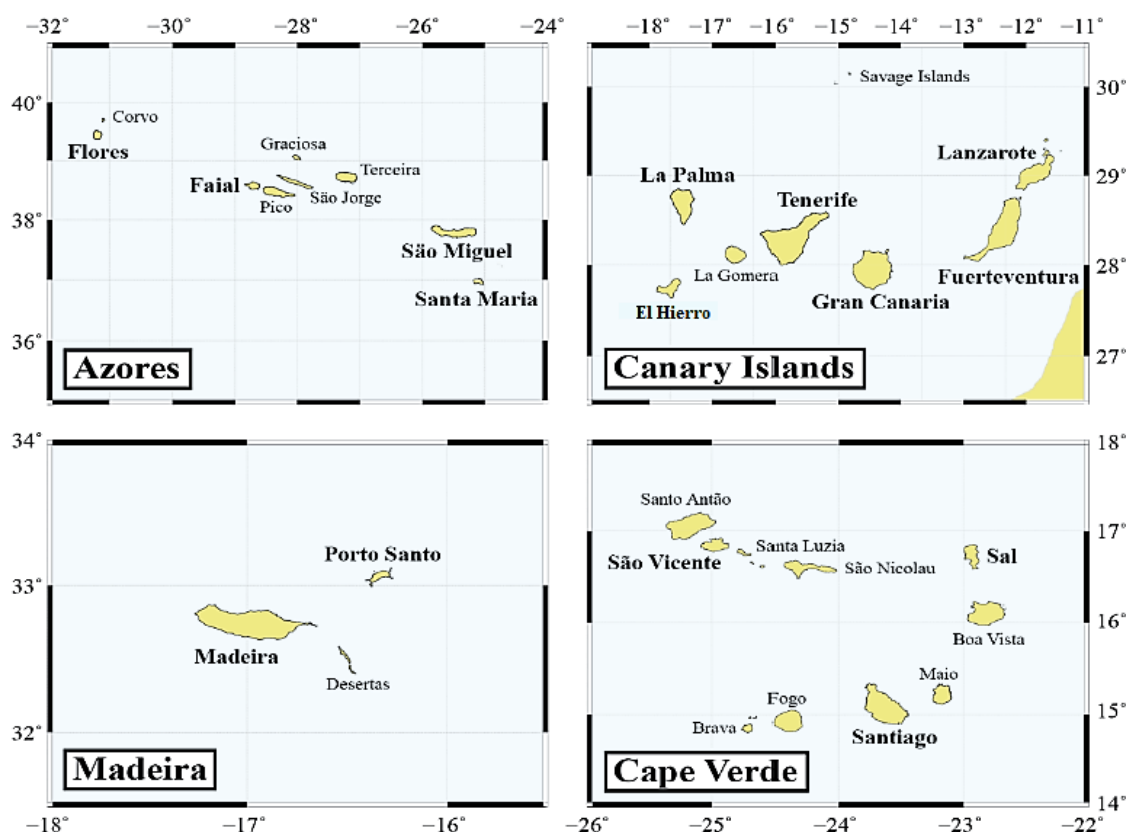 −32 −30 −28 −26 −24
−18 −17 −16 −15 −14 −13 −12 −11
40°
38°
36°
Corvo
Flores
Graciosa
Terceira
Faial
São Jorge
Pico
São Miguel
Santa Maria
Azores
30°
29°
28°
27°
Savage Islands
Lanzarote
La Palma
Tenerife
La Gomera
Fuerteventura
Gran Canaria
El Hierro
Canary Islands
34°
33°
32°
Porto Santo
Madeira
Desertas
Madeira
−18 −17 −16
18°
17°
16°
15°
14°
Santo Antão
Santa Luzia
São Vicente
São Nicolau
Sal
Boa Vista
Maio
Fogo
Brava
Santiago
Cape Verde
−26 −25 −24 −23 −22